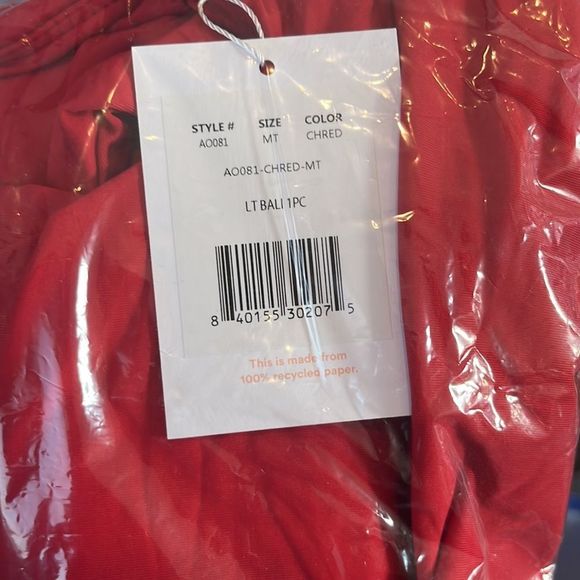 STYLE # SIZE COLOR
AO081 MT CHRED
AO081-CHRED-MT
LT BALI 1PC
8 40155 30207 5
This is made from
100% recycled paper.